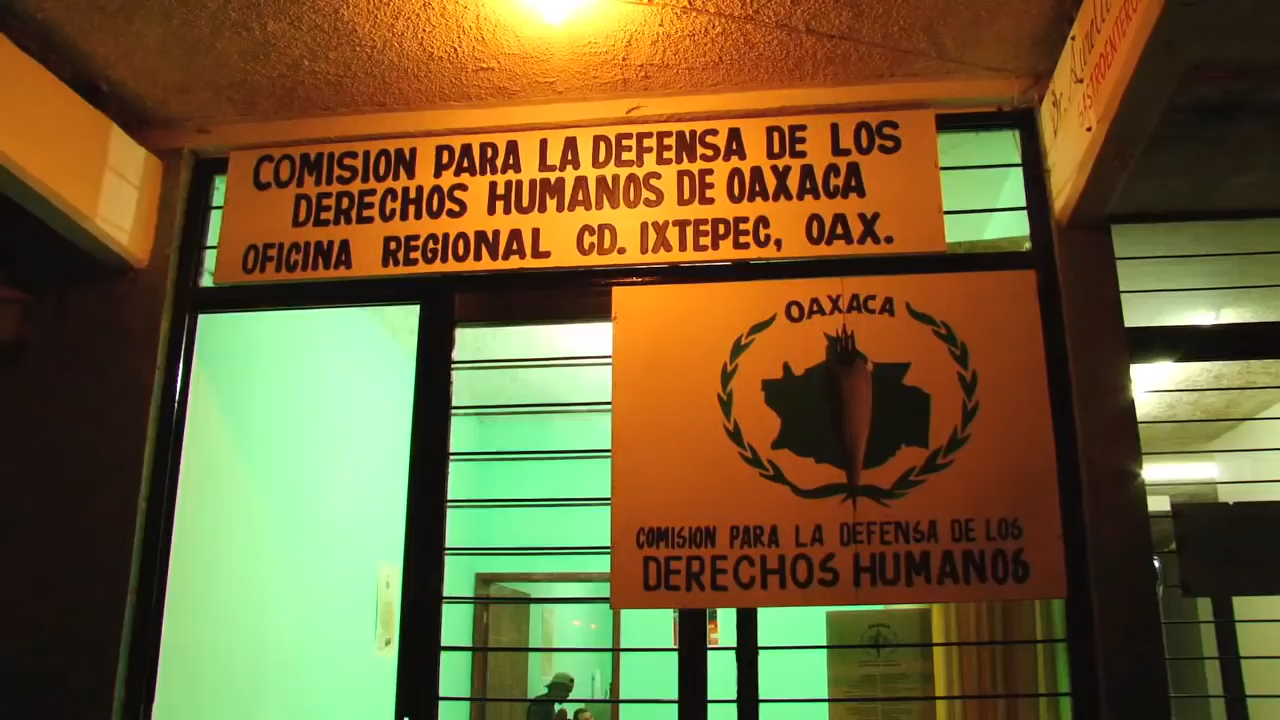 COMISION PARA LA DEFENSA DE LOS
DERECHOS HUMANOS DE OAXACA
OFICINA REGIONAL CD. IXTEPEC, OAX.
OAXACA
COMISION PARA LA DEFENSA DE LOS
DERECHOS HUMANOS
Dr.